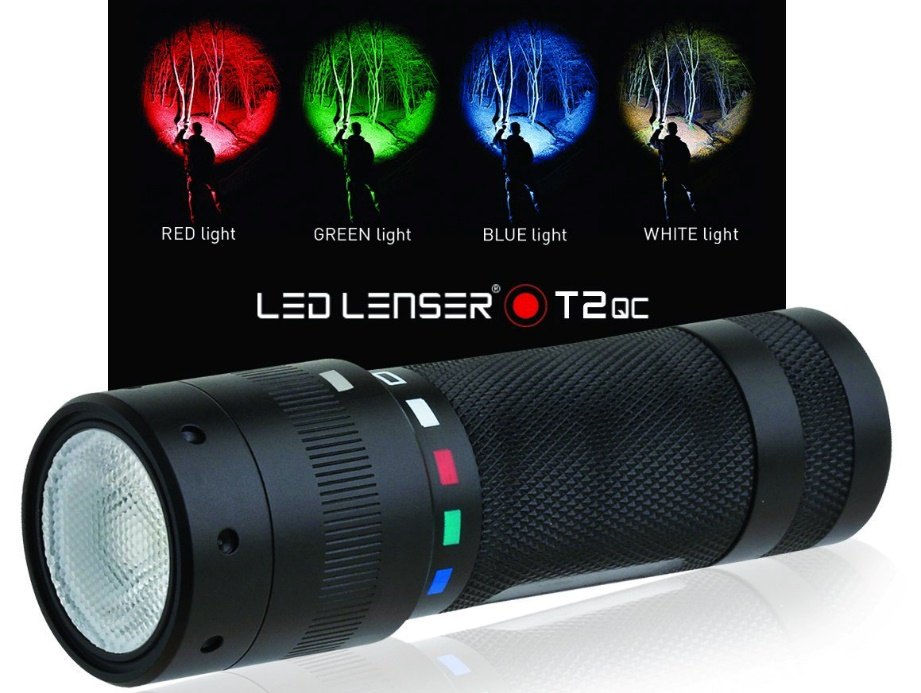 RED light
GREEN light
BLUE light
WHITE light
LED LENSER® T2QC